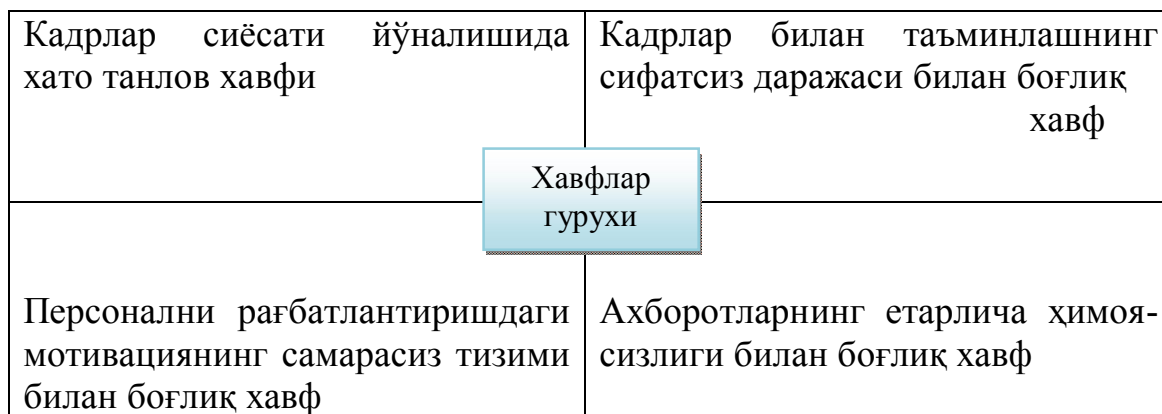 Кадрлар сиёсати йўналишида
хато танлов хавфи
Кадрлар билан таъминлашнинг
сифатсиз даражаси билан боғлиқ
хавф
Хавфлар
гурухи
Персонални рағбатлантиришдаги
мотивациянинг самарасиз тизими
билан боғлиқ хавф
Ахборотларнинг етарлича ҳимоя-
сизлиги билан боғлиқ хавф